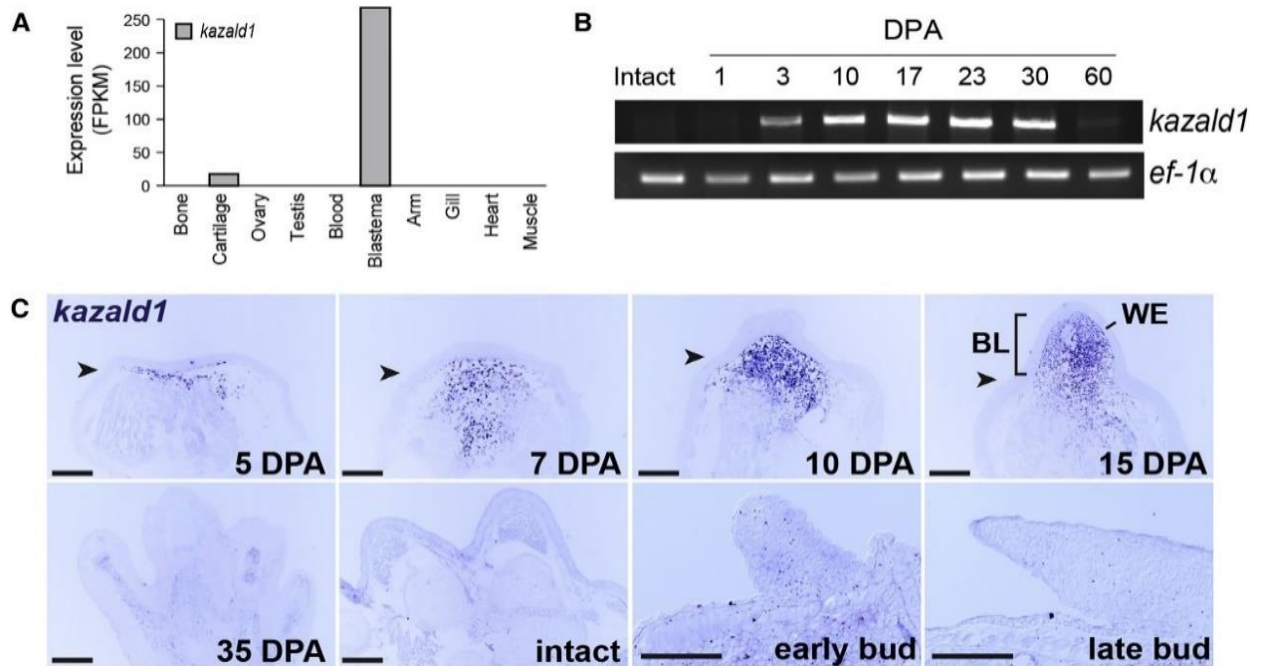 A
Expression level
(FPKM)
250
200
150
100
50
0
kazald1
Bone
Cartilage
Ovary
Testis
Blood
Blastema
Arm
Gill
Heart
Muscle
B
DPA
Intact 1 3 10 17 23 30 60
kazald1
ef-1α
C
kazald1
5 DPA
7 DPA
10 DPA
BL
WE
15 DPA
35 DPA
intact
early bud
late bud